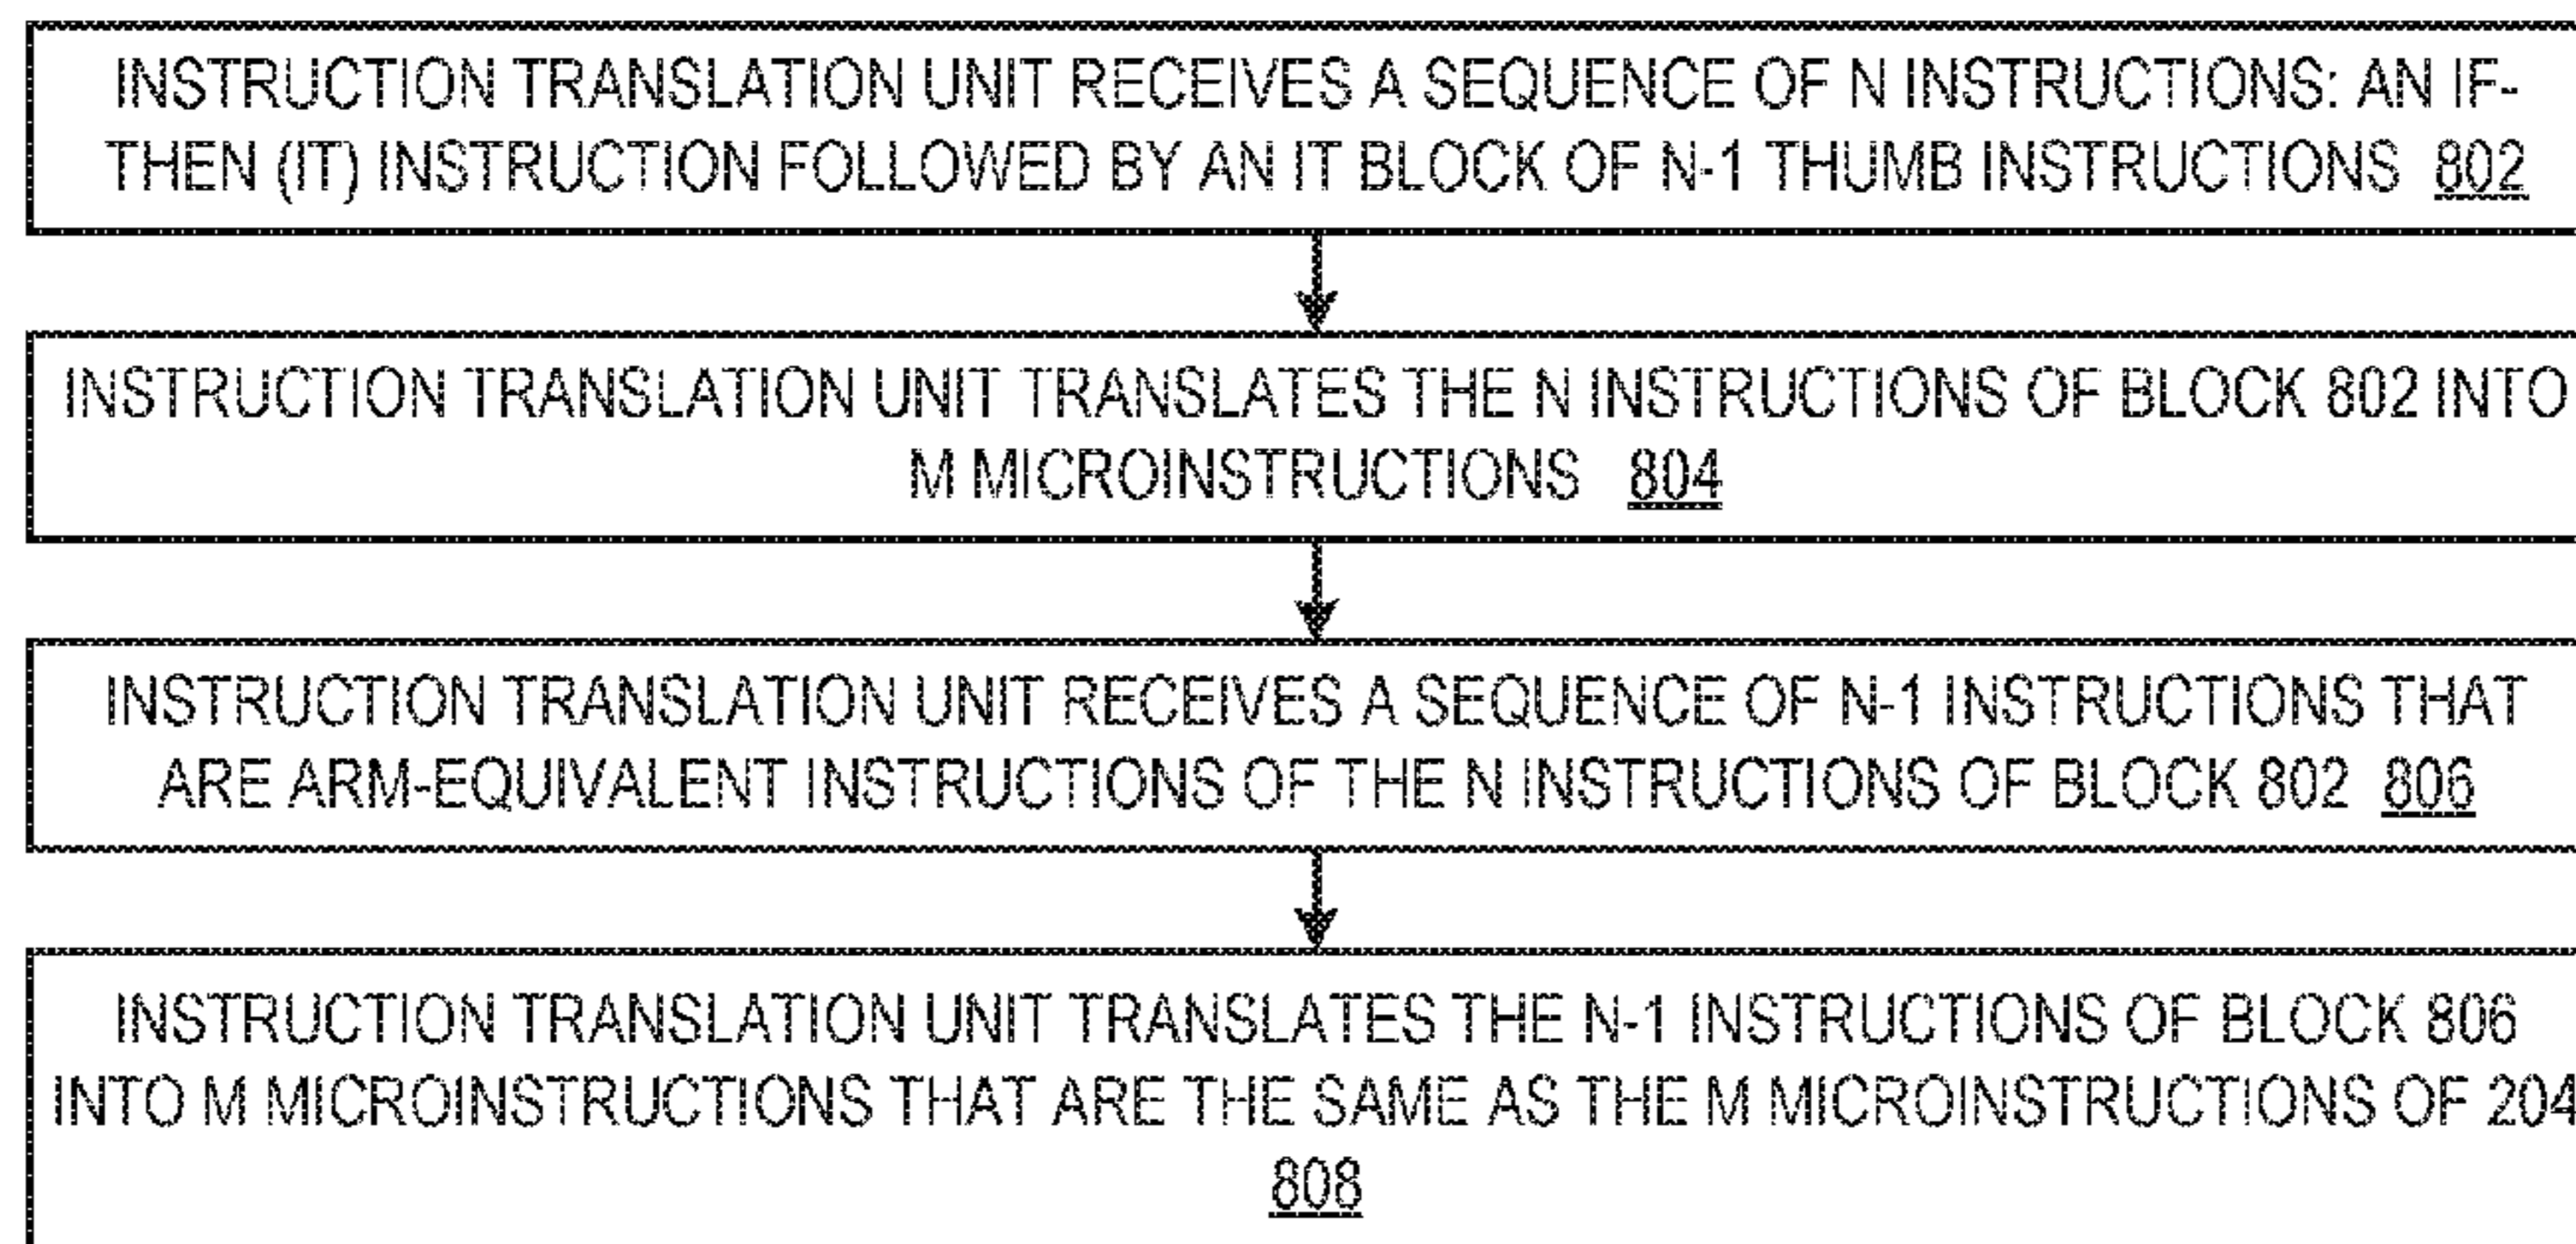 INSTRUCTION TRANSLATION UNIT RECEIVES A SEQUENCE OF N INSTRUCTIONS: AN IF-
THEN (IT) INSTRUCTION FOLLOWED BY AN IT BLOCK OF N-1 THUMB INSTRUCTIONS 802
INSTRUCTION TRANSLATION UNIT TRANSLATES THE N INSTRUCTIONS OF BLOCK 802 INTO
M MICROINSTRUCTIONS 804
INSTRUCTION TRANSLATION UNIT RECEIVES A SEQUENCE OF N-1 INSTRUCTIONS THAT
ARE ARM-EQUIVALENT INSTRUCTIONS OF THE N INSTRUCTIONS OF BLOCK 802 806
INSTRUCTION TRANSLATION UNIT TRANSLATES THE N-1 INSTRUCTIONS OF BLOCK 806
INTO M MICROINSTRUCTIONS THAT ARE THE SAME AS THE M MICROINSTRUCTIONS OF 204
808